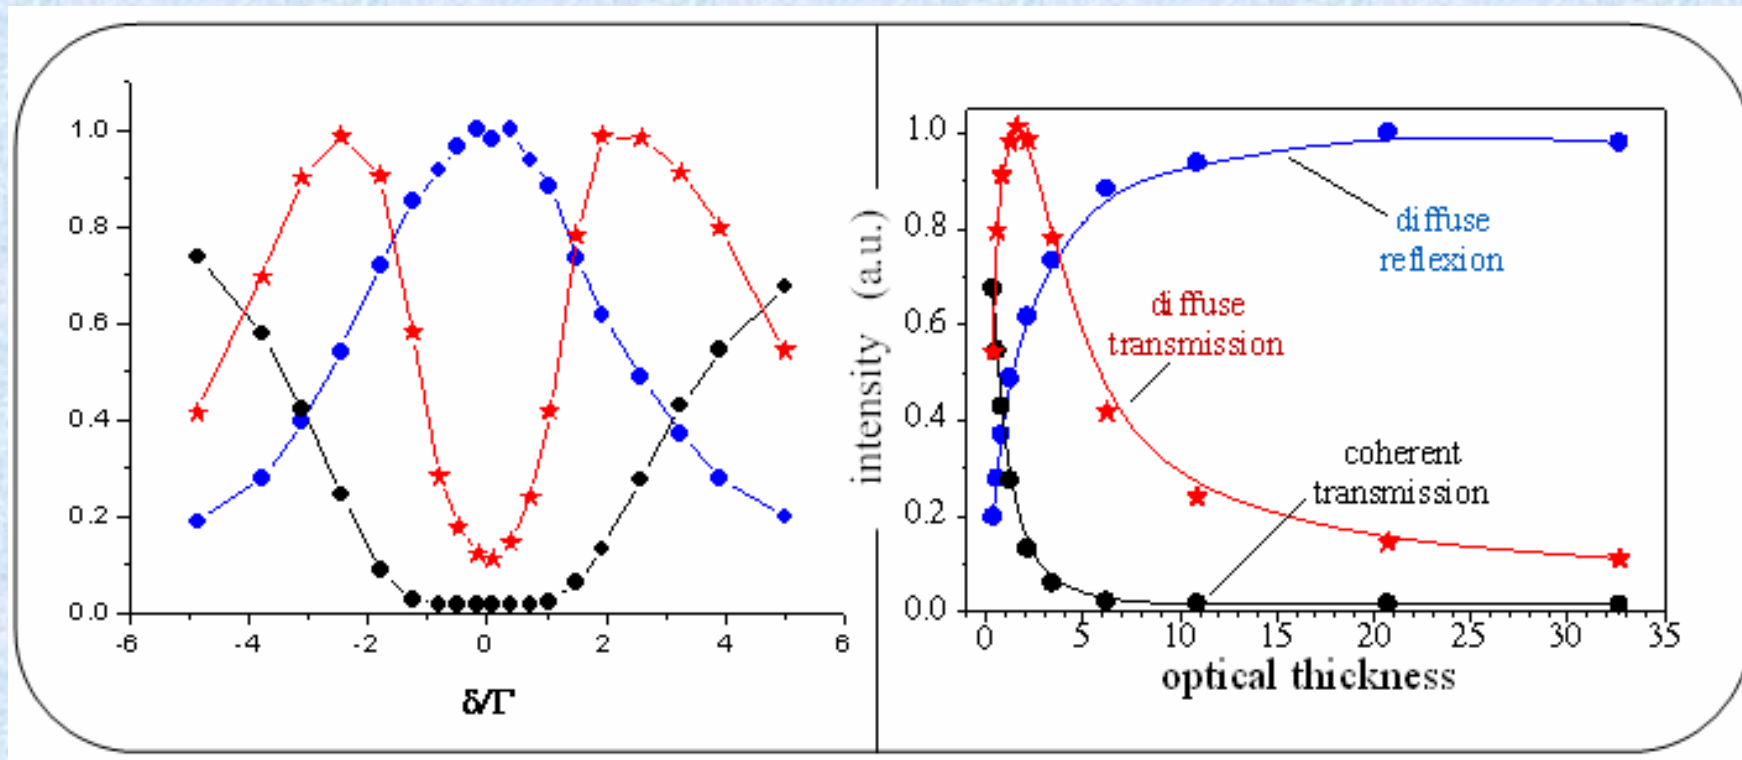 1.0
0.8
0.6
0.4
0.2
0.0
-6 -4 -2 0 2 4 6
δ/Γ
intensity (a.u.)
1.0
0.8
0.6
0.4
0.2
0.0
0 5 10 15 20 25 30 35
optical thickness
diffuse
reflexion
diffuse
transmission
coherent
transmission